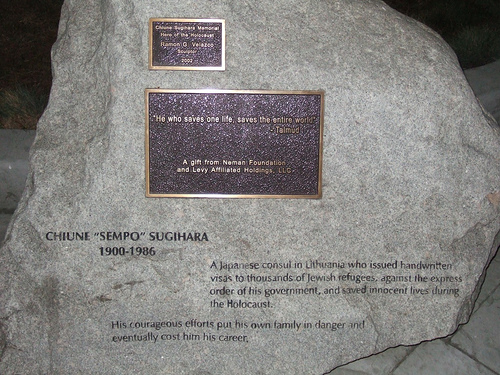 Chiune Sugihara Memorial
Hero of the Holocaust
Ramon G. Velazco
Sculptor
2002
"He who saves one life, saves the entire world"
- Talmud
A gift from Neman Foundation
and Levy Affiliated Holdings, LLC
CHIUNE "SEMPO" SUGIHARA
1900-1986
A Japanese consul in Lithuania who issued handwritten
visas to thousands of Jewish refugees, against the express
order of his government, and saved innocent lives during
the Holocaust.
His courageous efforts put his own family in danger and
eventually cost him his career.